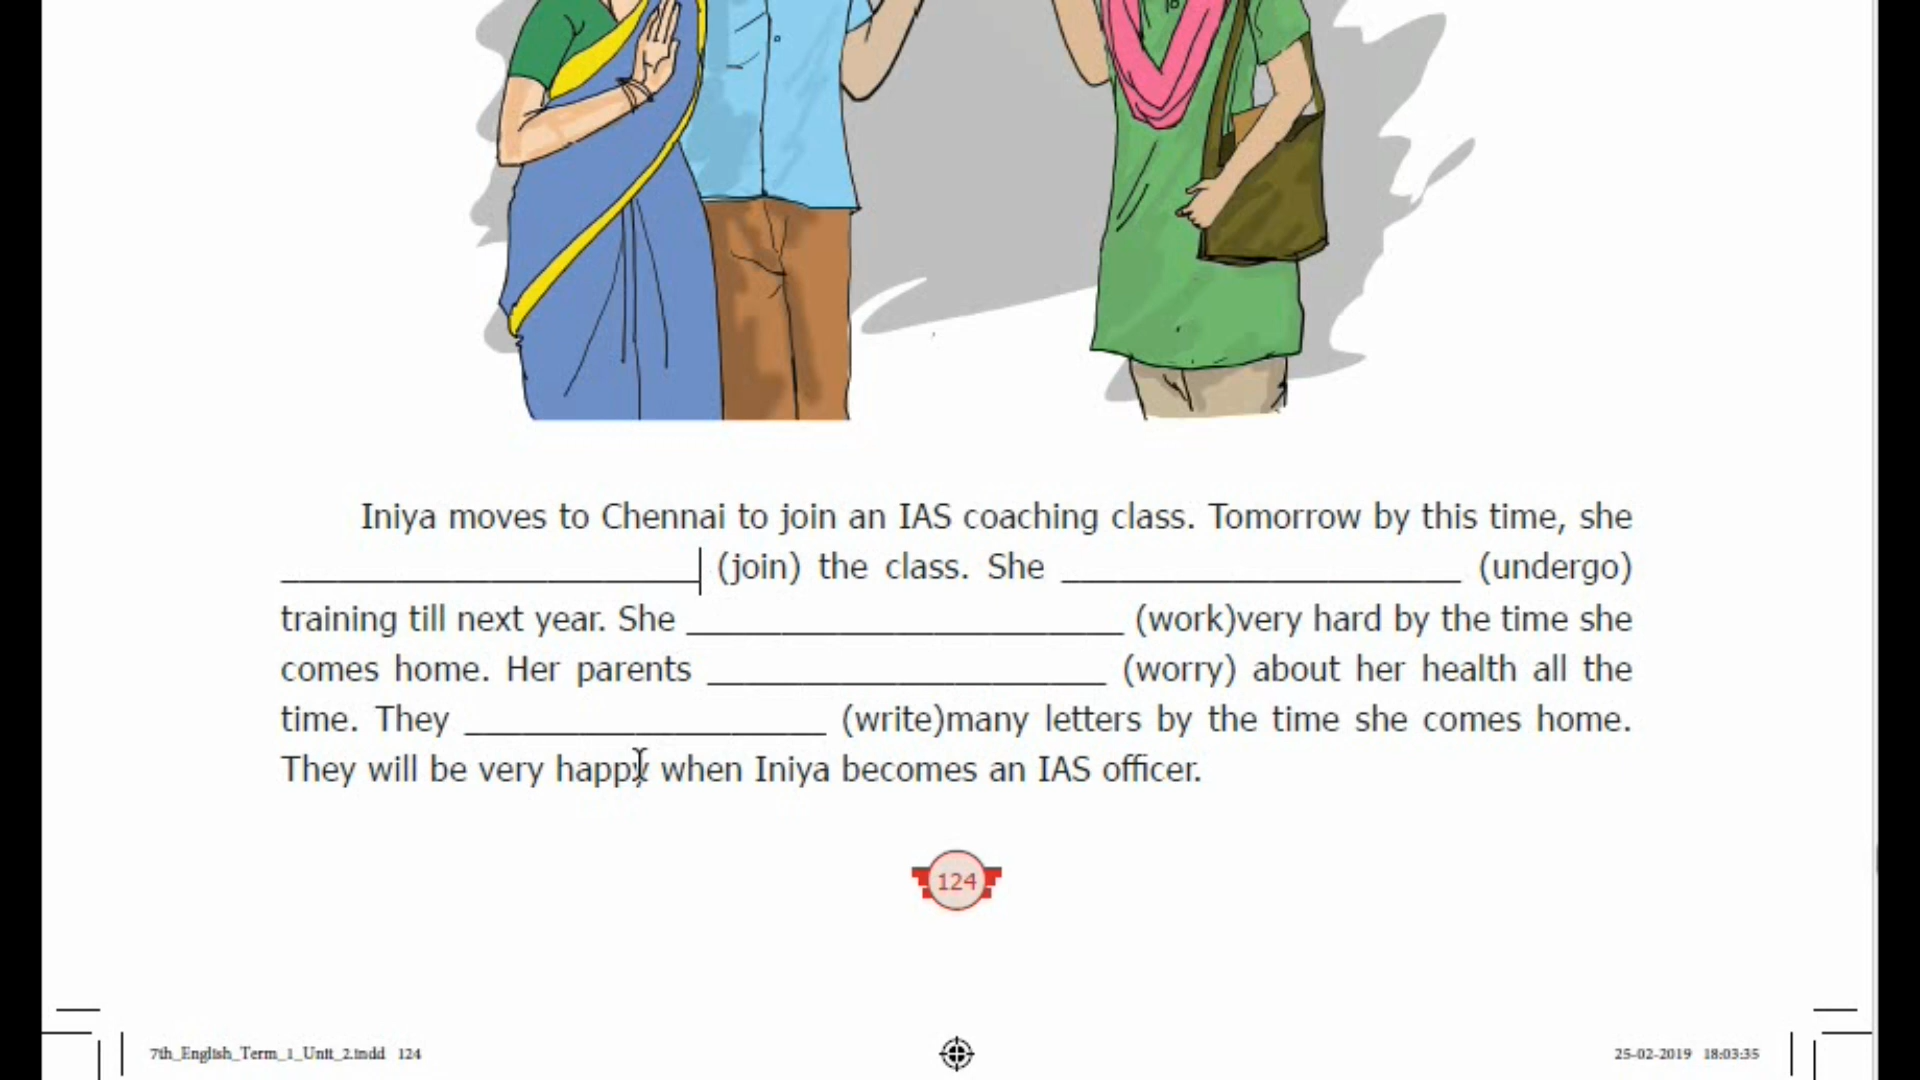 Iniya moves to Chennai to join an IAS coaching class. Tomorrow by this time, she
______________________ (join) the class. She _____________________ (undergo)
training till next year. She _______________________ (work)very hard by the time she
comes home. Her parents _____________________ (worry) about her health all the
time. They ___________________ (write)many letters by the time she comes home.
They will be very happy when Iniya becomes an IAS officer.
124
7th_English_Term_1_Unit_2.indd 124
25-02-2019 18:03:35